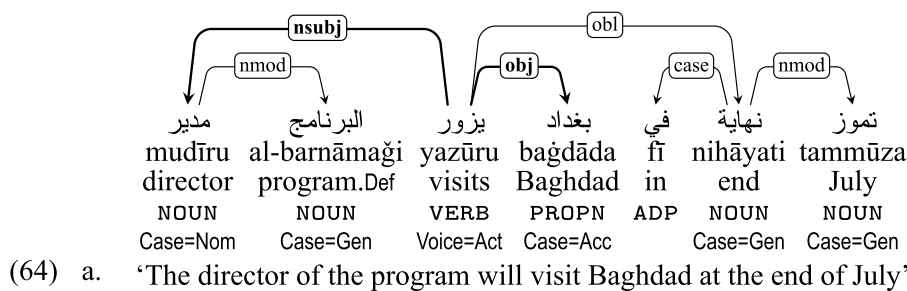 nsubj obl
nmod obj case nmod
مدير البرنامج يزور بغداد في نهاية تموز
mudīru al-barnāmaǧi yazūru baġdāda fī nihāyati tammūza
director program.Def visits Baghdad in end July
NOUN NOUN VERB PROPN ADP NOUN NOUN
Case=Nom Case=Gen Voice=Act Case=Acc Case=Gen Case=Gen
(64) a. ‘The director of the program will visit Baghdad at the end of July’